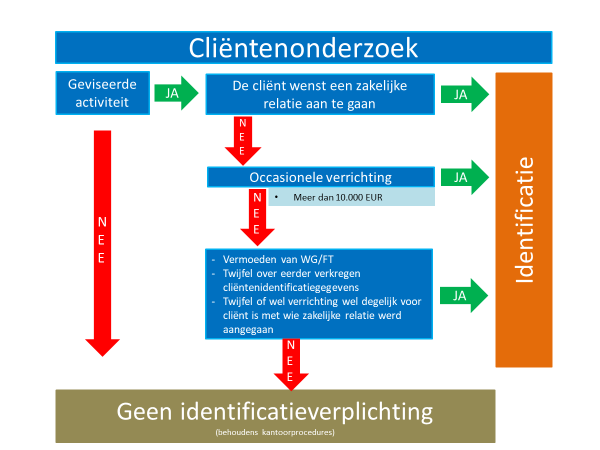 Cliëntenonderzoek
Geviseerde
activiteit
JA
De cliënt wenst een zakelijke
relatie aan te gaan
JA
N
E
E
N
E
E
Occasionele verrichting
JA
• Meer dan 10.000 EUR
N
E
E
- Vermoeden van WG/FT
- Twijfel over eerder verkregen
cliëntenidentificatiegegevens
- Twijfel of wel verrichting wel degelijk voor
cliënt is met wie zakelijke relatie werd
aangegaan
JA
Identificatie
N
E
E
Geen identificatieverplichting
(behoudens kantoorprocedures)